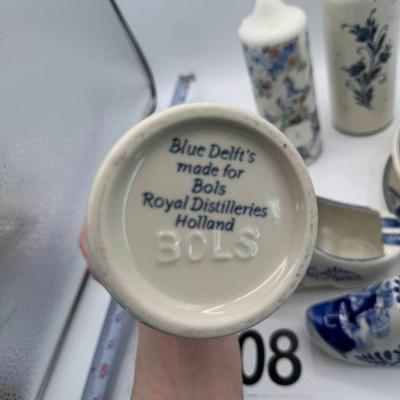 Blue Delft's
made for
Bols
Royal Distilleries
Holland
BOLS
08